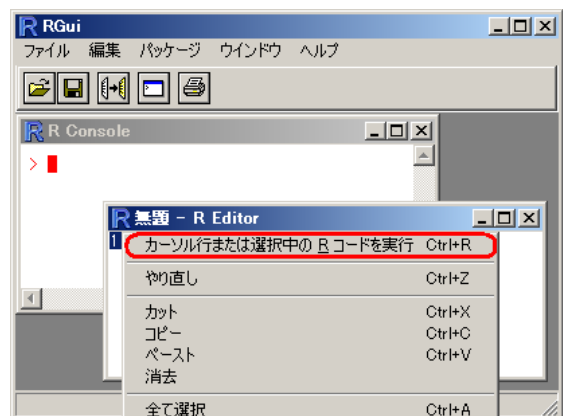 RGui
ファイル 編集 パッケージ ウインドウ ヘルプ
R Console
>
無題 - R Editor
1
カーソル行または選択中の R コードを実行 Ctrl+R
やり直し Ctrl+Z
カット Ctrl+X
コピー Ctrl+C
ペースト Ctrl+V
消去
全て選択 Ctrl+A